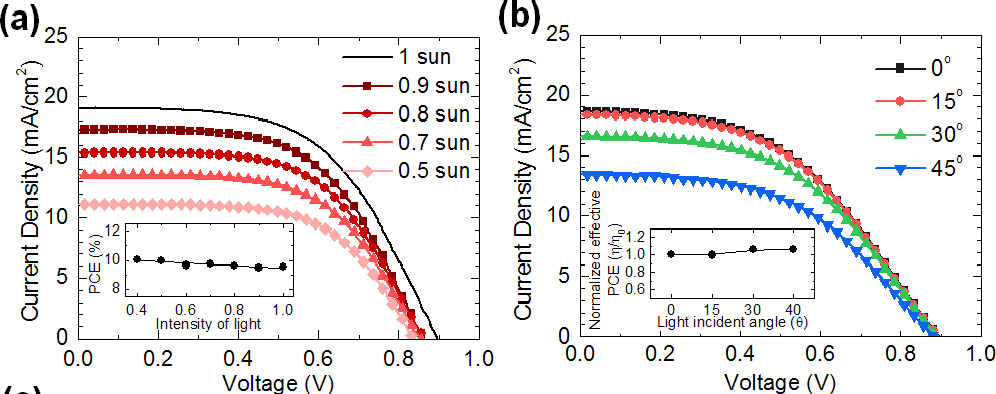 (a)
25
20
15
10
5
0
Current Density (mA/cm²)
0.0 0.2 0.4 0.6 0.8 1.0
Voltage (V)
1 sun
0.9 sun
0.8 sun
0.7 sun
0.5 sun
12
10
8
PCE (%)
0.4 0.6 0.8 1.0
Intensity of light
(b)
25
20
15
10
5
0
Current Density (mA/cm²)
0.0 0.2 0.4 0.6 0.8 1.0
Voltage (V)
0°
15°
30°
45°
Normalized effective
PCE (η/η₀)
1.2
1.0
0.8
0.6
0 15 30 40
Light incident angle (θ)